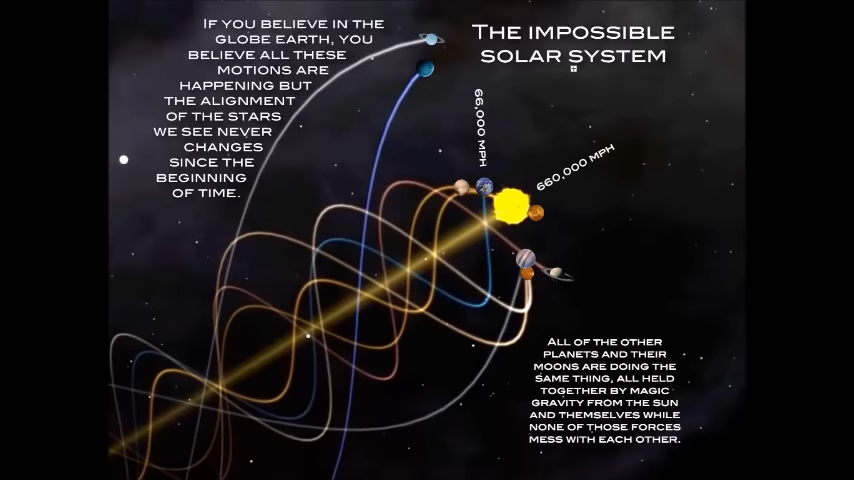 If you believe in the
globe Earth, you
believe all these
motions are
happening but
the alignment
of the stars
we see never
changes
since the
beginning
of time.
The impossible
solar system
66,000 mph
660,000 mph
All of the other
planets and their
moons are doing the
same thing, all held
together by magic
gravity from the sun
and themselves while
none of those forces
mess with each other.